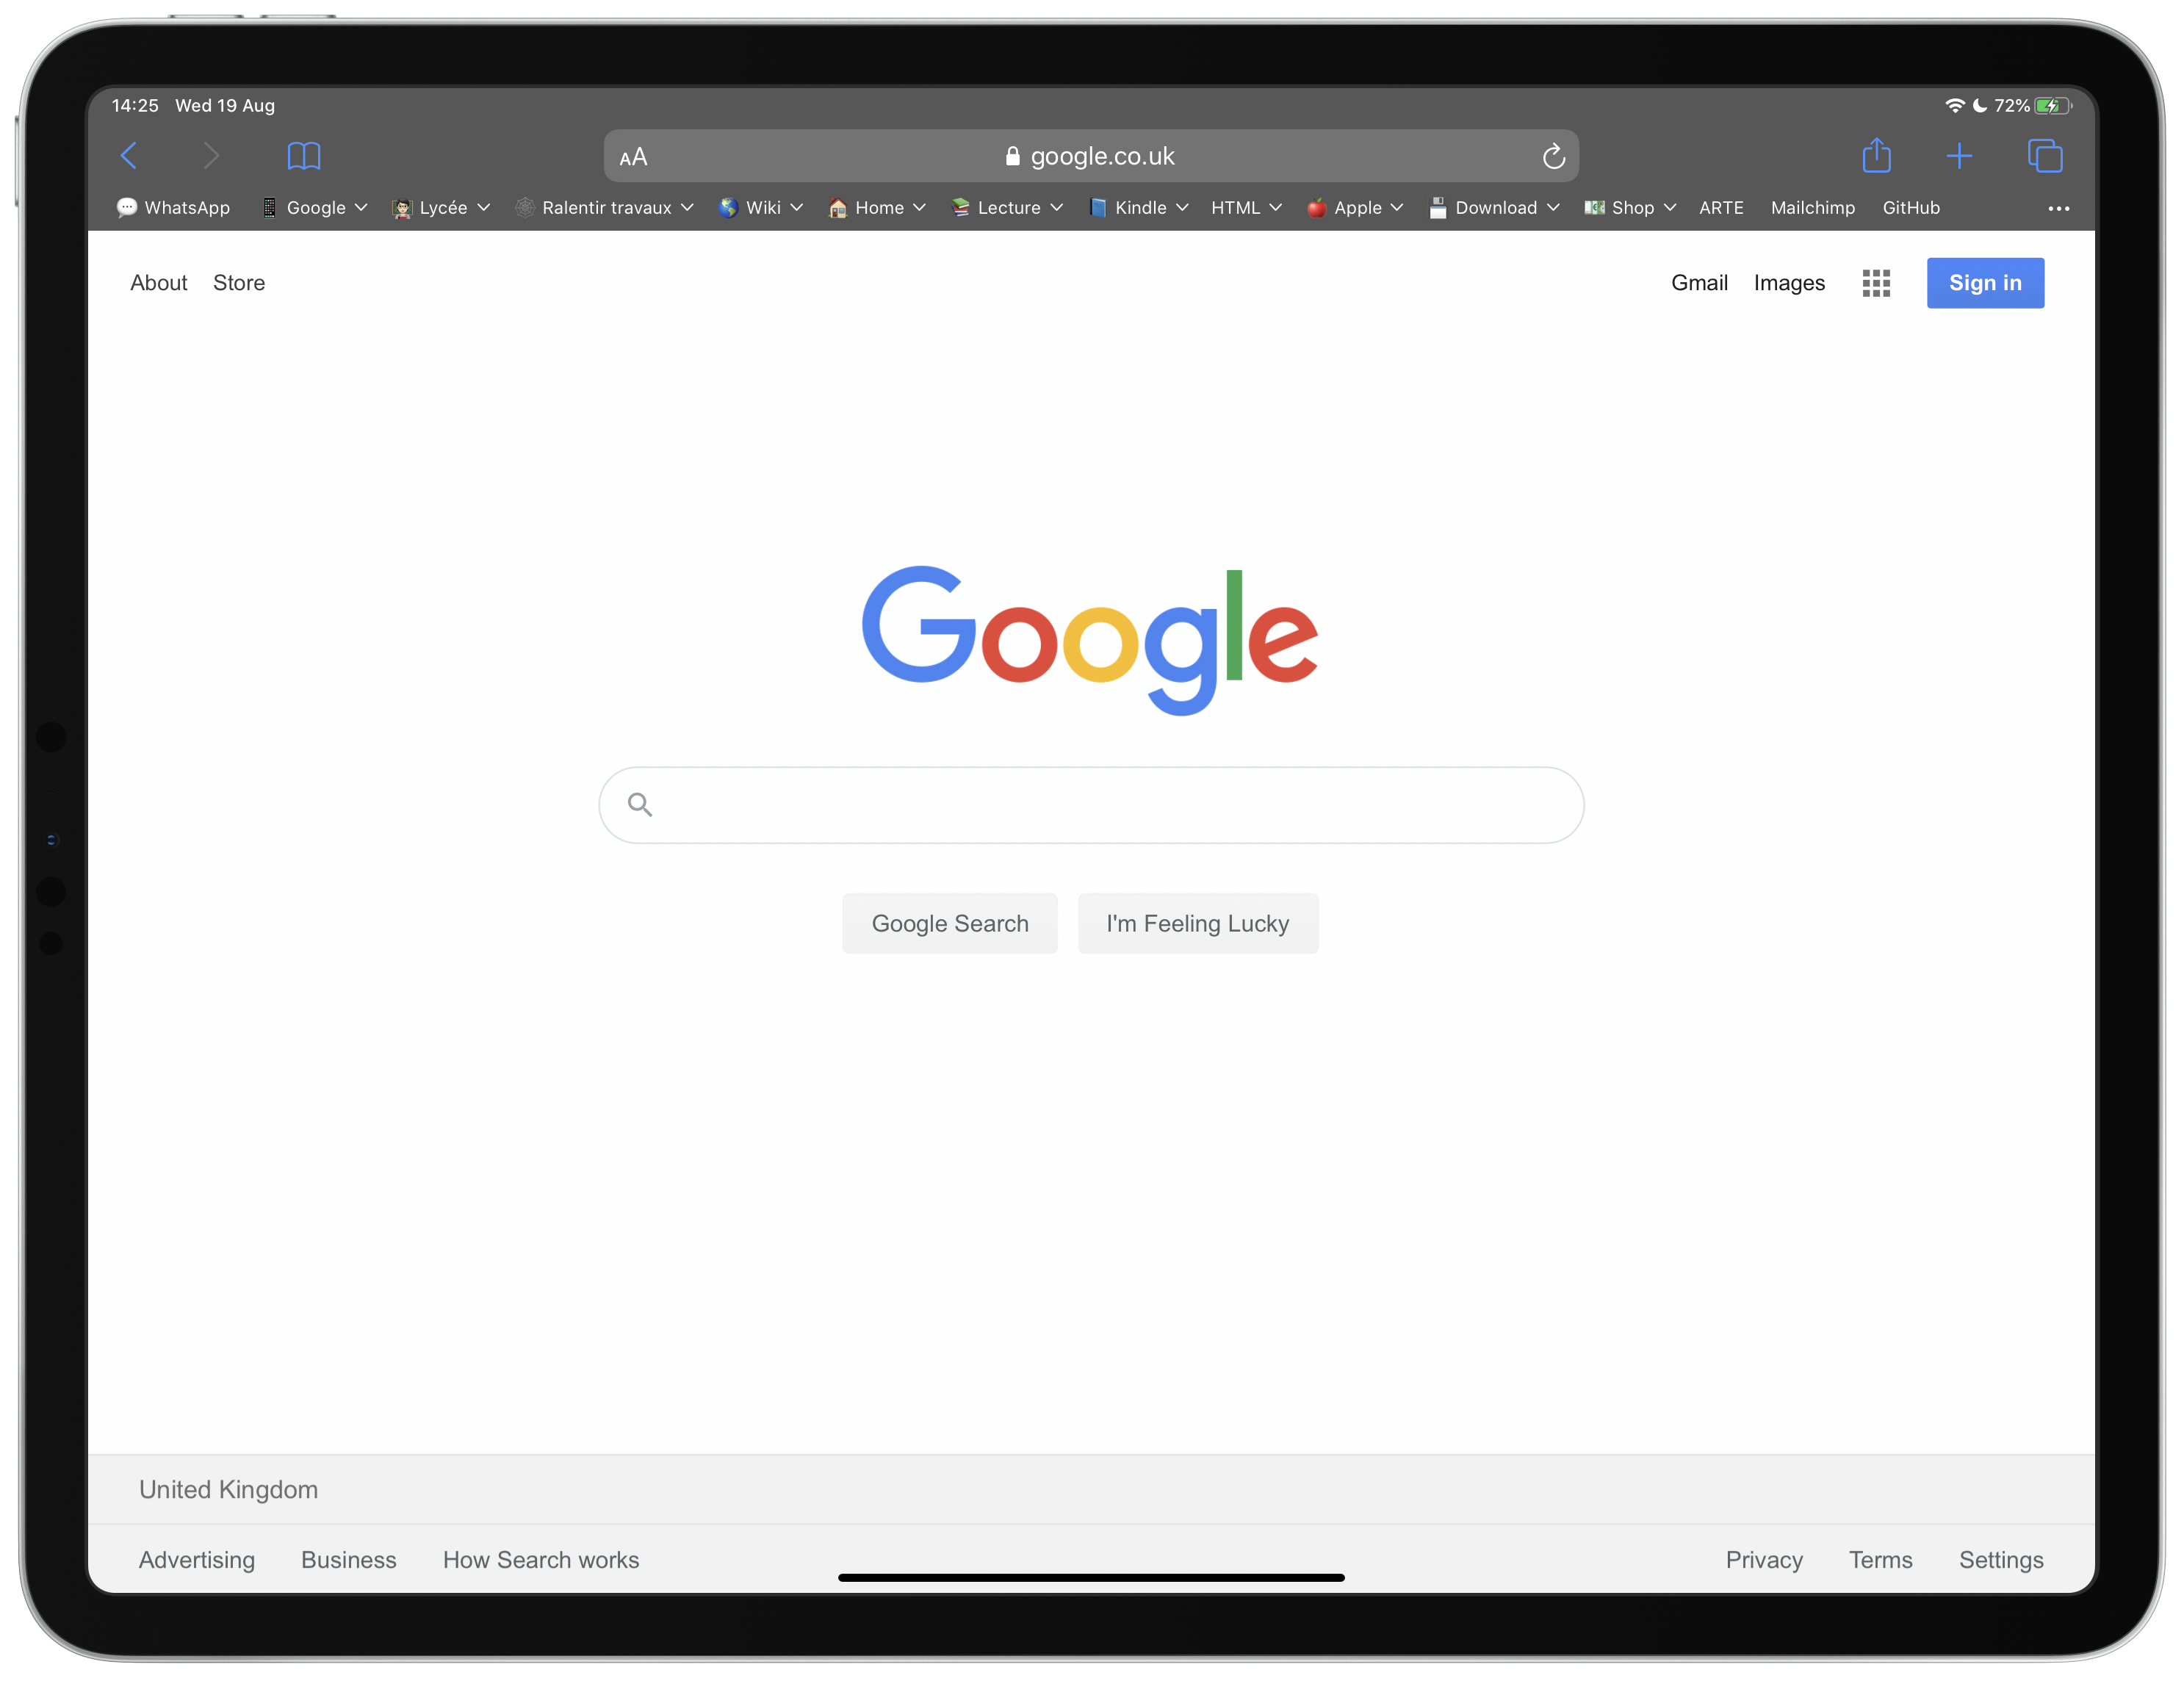 14:25 Wed 19 Aug 72%
AA google.co.uk
WhatsApp Google Lycée Ralentir travaux Wiki Home Lecture Kindle HTML Apple Download Shop ARTE Mailchimp GitHub
About Store Gmail Images Sign in
Google
Google Search I'm Feeling Lucky
United Kingdom
Advertising Business How Search works Privacy Terms Settings